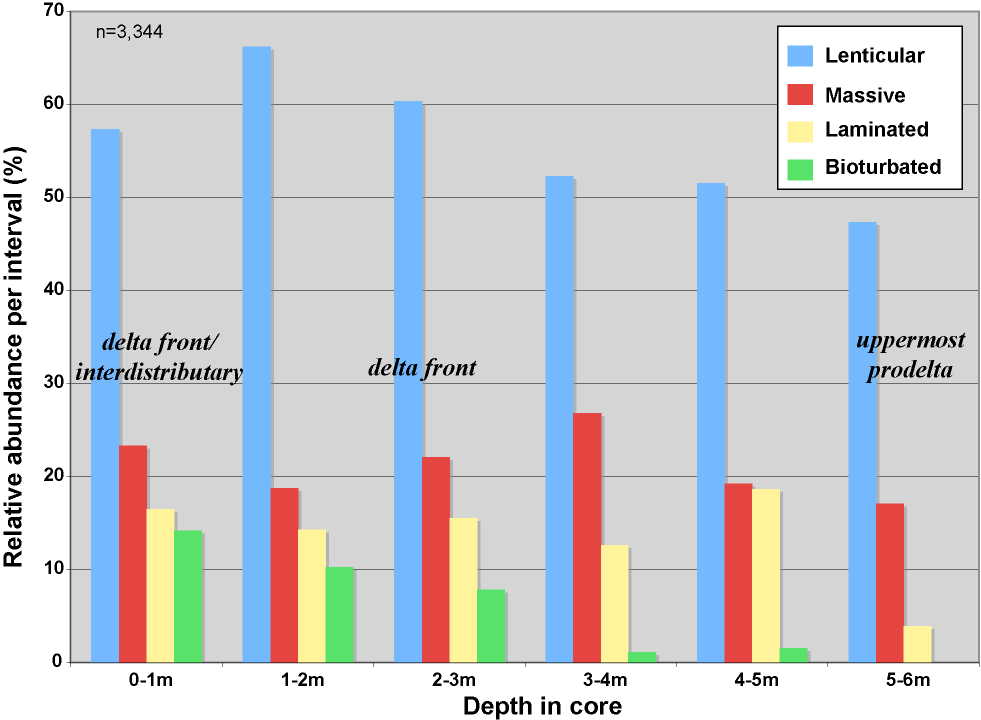 70
n=3,344
Lenticular
Massive
Laminated
Bioturbated
60
50
40
30
20
10
0
Relative abundance per interval (%)
delta front/
interdistributary
delta front
uppermost
prodelta
0-1m
1-2m
2-3m
3-4m
4-5m
5-6m
Depth in core